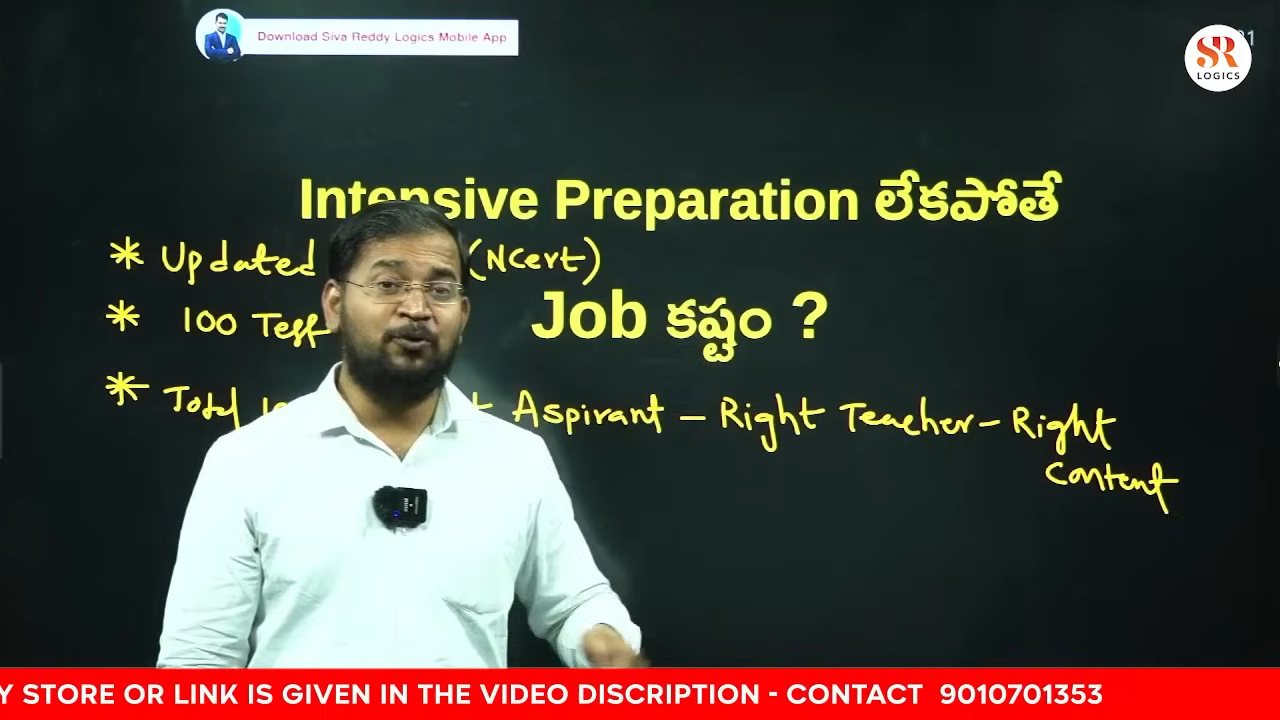 Download Siva Reddy Logics Mobile App
SR
LOGICS
Intensive Preparation లేకపోతే
* Updated (NCert)
Job కష్టం ?
* 100 Test
* Total Aspirant – Right Teacher – Right
Content
Y STORE OR LINK IS GIVEN IN THE VIDEO DISCRIPTION - CONTACT 9010701353